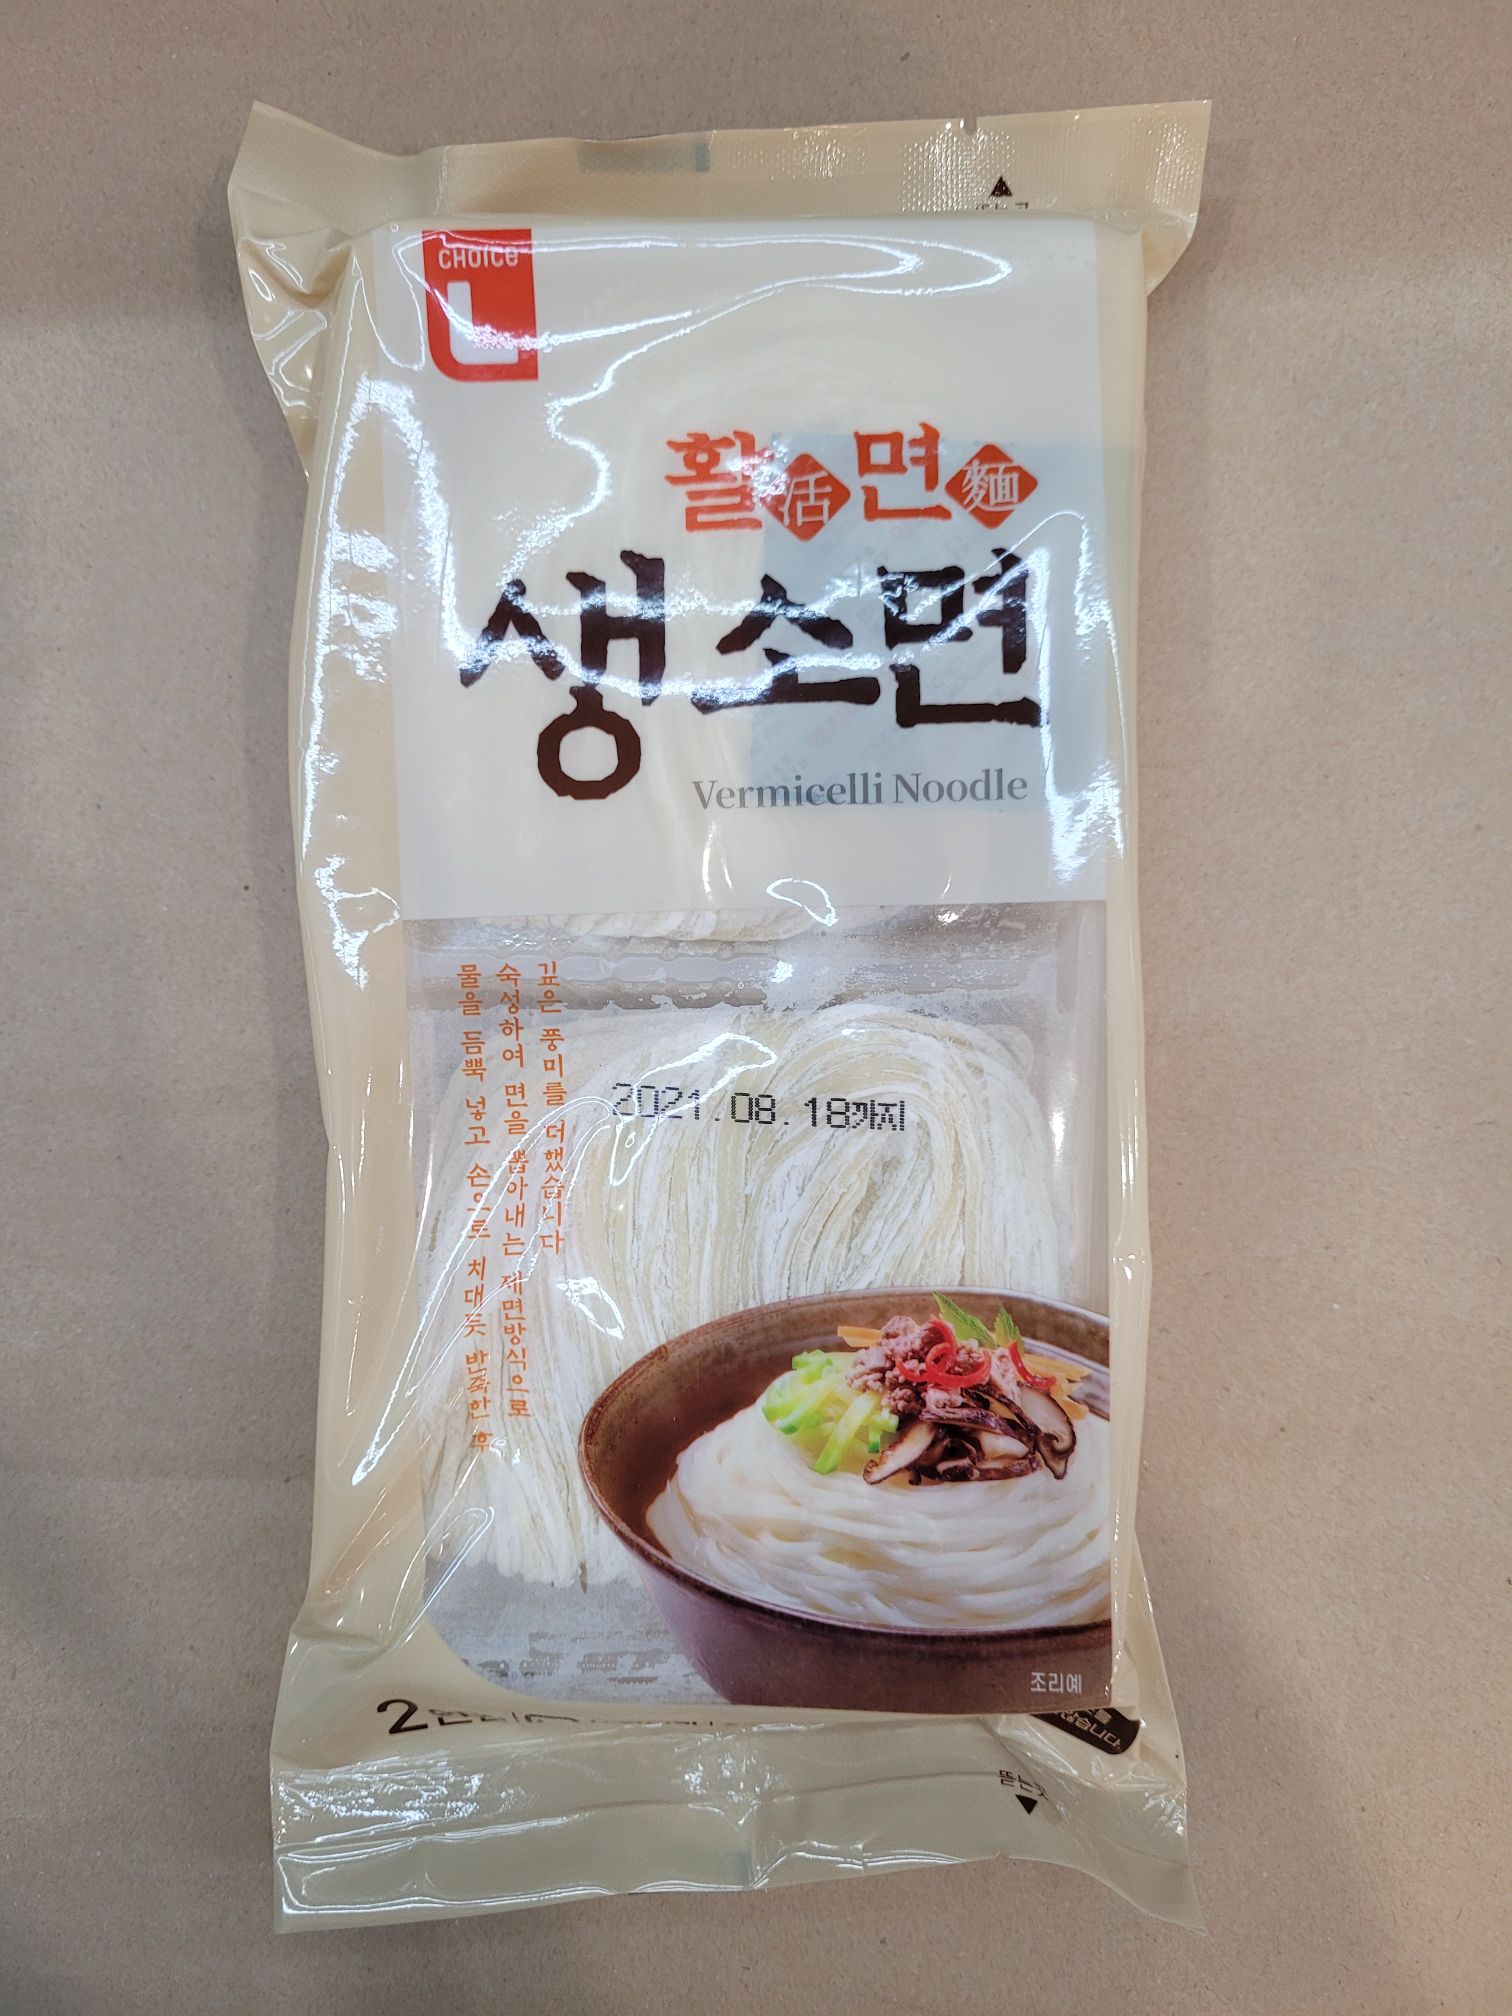 CHOICE
L
활活면麵
생소면
Vermicelli Noodle
물을 듬뿍 넣고 손으로 치대듯 반죽한 후
숙성하여 면을 뽑아내는 제면방식으로
깊은 풍미를 더했습니다
2021.08.18까지
조리예
2